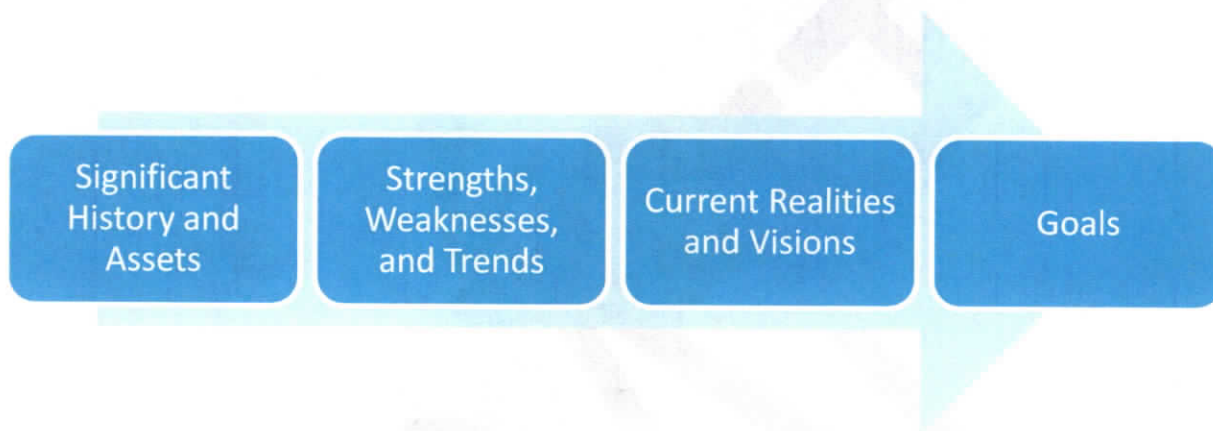 Significant
History and
Assets
Strengths,
Weaknesses,
and Trends
Current Realities
and Visions
Goals